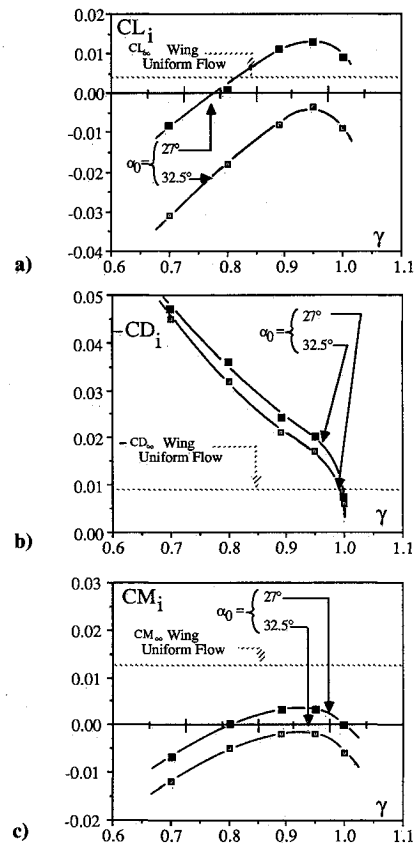 0.02
CL i
0.01
CL∞ Wing
Uniform Flow
0.00
-0.01
α0 =
27°
32.5°
-0.02
-0.03
γ
-0.04
a)
0.6 0.7 0.8 0.9 1.0 1.1
0.05
-CD i
0.04
α0 =
27°
32.5°
0.03
0.02
- CD∞ Wing
Uniform Flow
0.01
γ
0.00
b)
0.6 0.7 0.8 0.9 1.0 1.1
0.03
CM i
α0 =
27°
32.5°
0.02
CM∞ Wing
Uniform Flow
0.01
0.00
-0.01
γ
-0.02
c)
0.6 0.7 0.8 0.9 1.0 1.1